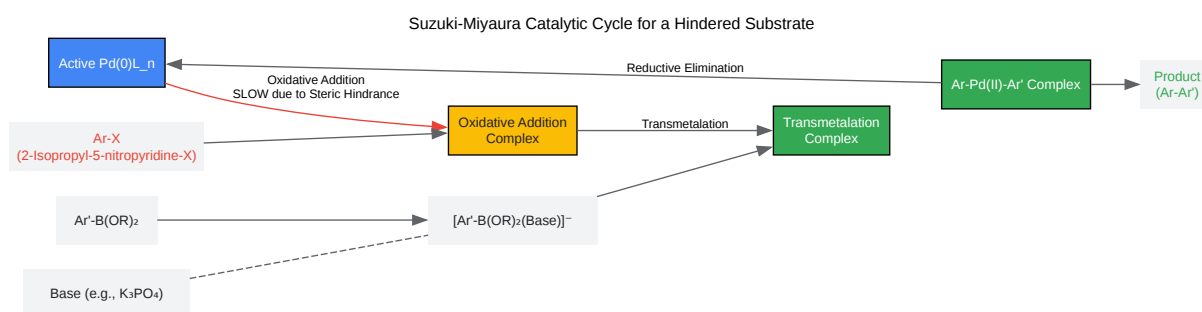 Suzuki-Miyaura Catalytic Cycle for a Hindered Substrate
Active Pd(0)L_n
Oxidative Addition
SLOW due to Steric Hindrance
Reductive Elimination
Ar-Pd(II)-Ar' Complex
Product
(Ar-Ar')
Ar-X
(2-Isopropyl-5-nitropyridine-X)
Oxidative Addition
Complex
Transmetalation
Transmetalation
Complex
Ar'-B(OR)₂
[Ar'-B(OR)₂(Base)]⁻
Base (e.g., K₃PO₄)